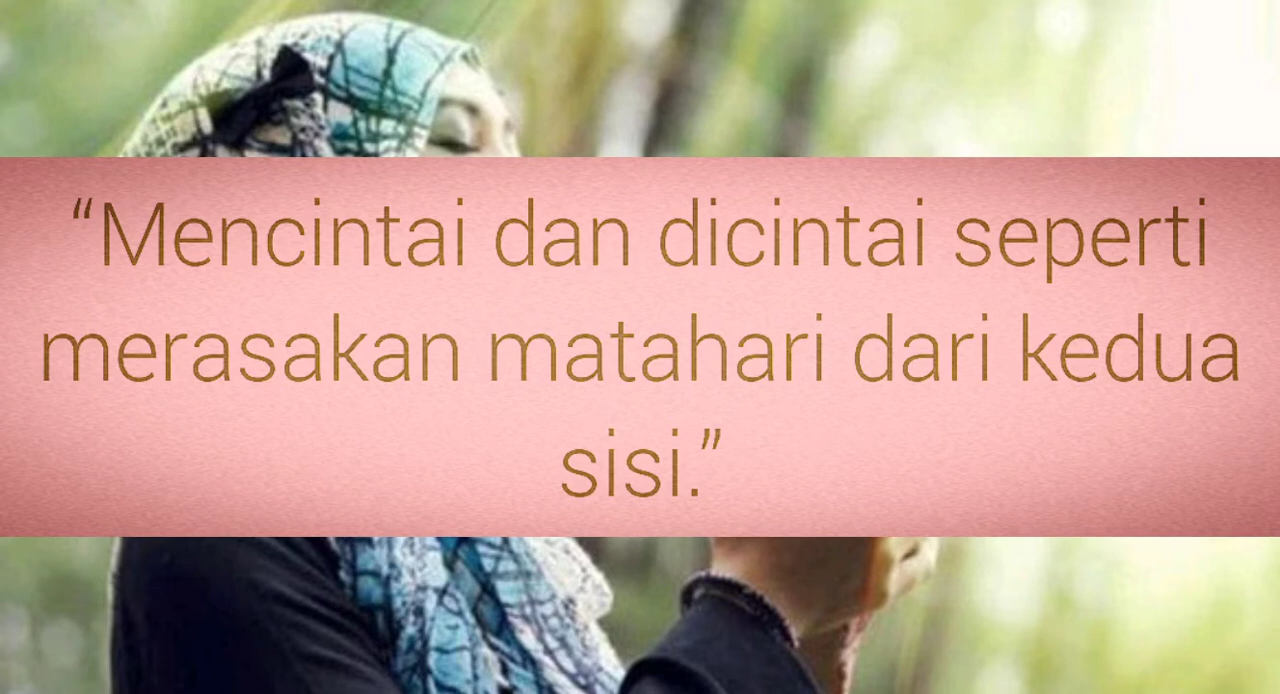 “Mencintai dan dicintai seperti
merasakan matahari dari kedua
sisi.”